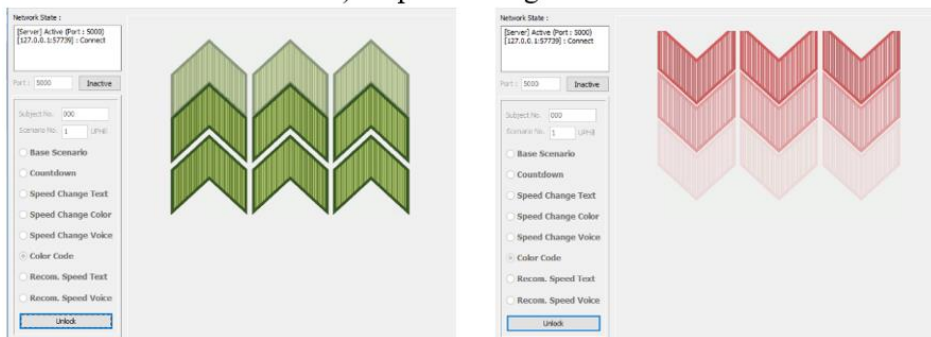 Network State :
[Server] Active (Port : 5000)
[127.0.0.1:57739] : Connect
Port : 5000 Inactive
Subject No. 000
Scenario No. 1 UPHill
Base Scenario
Countdown
Speed Change Text
Speed Change Color
Speed Change Voice
Color Code
Recom. Speed Text
Recom. Speed Voice
Unlock
Network State :
[Server] Active (Port : 5000)
[127.0.0.1:57739] : Connect
Port : 5000 Inactive
Subject No. 000
Scenario No. 1 UPHill
Base Scenario
Countdown
Speed Change Text
Speed Change Color
Speed Change Voice
Color Code
Recom. Speed Text
Recom. Speed Voice
Unlock